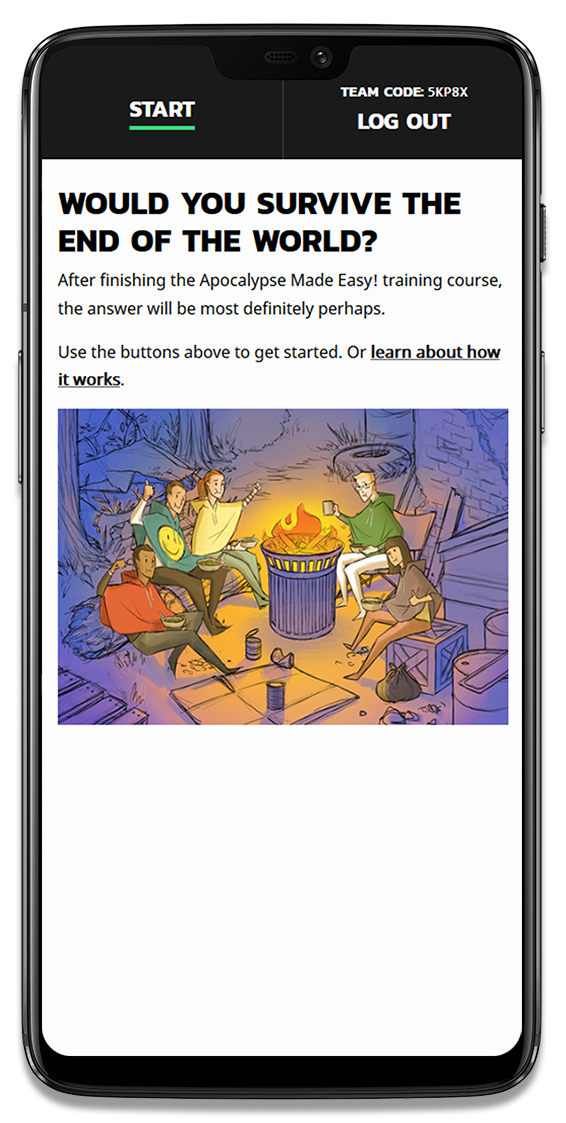 START
TEAM CODE: 5KP8X
LOG OUT
WOULD YOU SURVIVE THE
END OF THE WORLD?
After finishing the Apocalypse Made Easy! training course,
the answer will be most definitely perhaps.
Use the buttons above to get started. Or learn about how
it works.